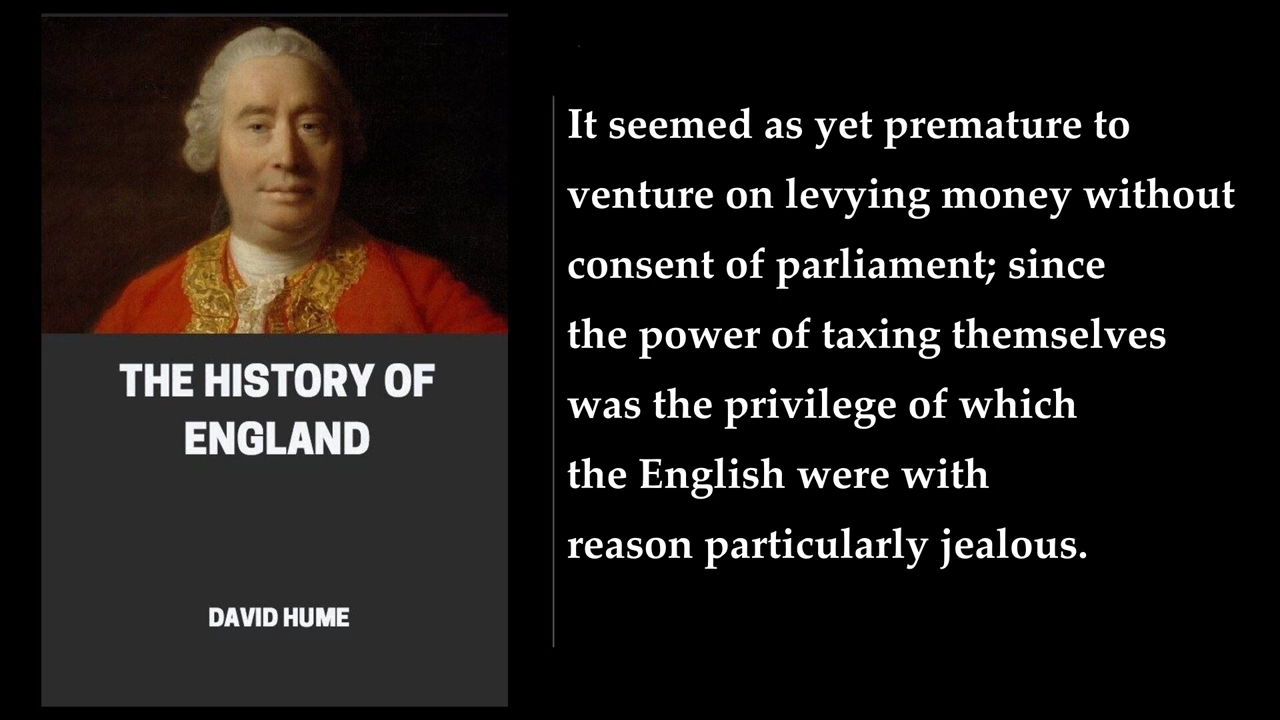 THE HISTORY OF
ENGLAND
DAVID HUME
It seemed as yet premature to
venture on levying money without
consent of parliament; since
the power of taxing themselves
was the privilege of which
the English were with
reason particularly jealous.